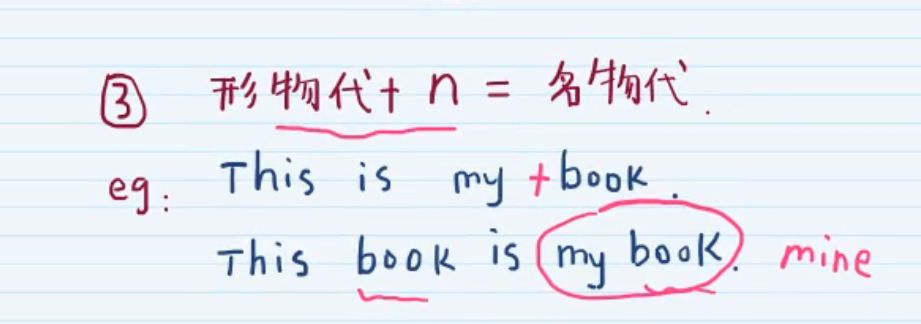 ③ 形物代+ n = 名物代.
eg: This is my +book.
This book is my book. mine